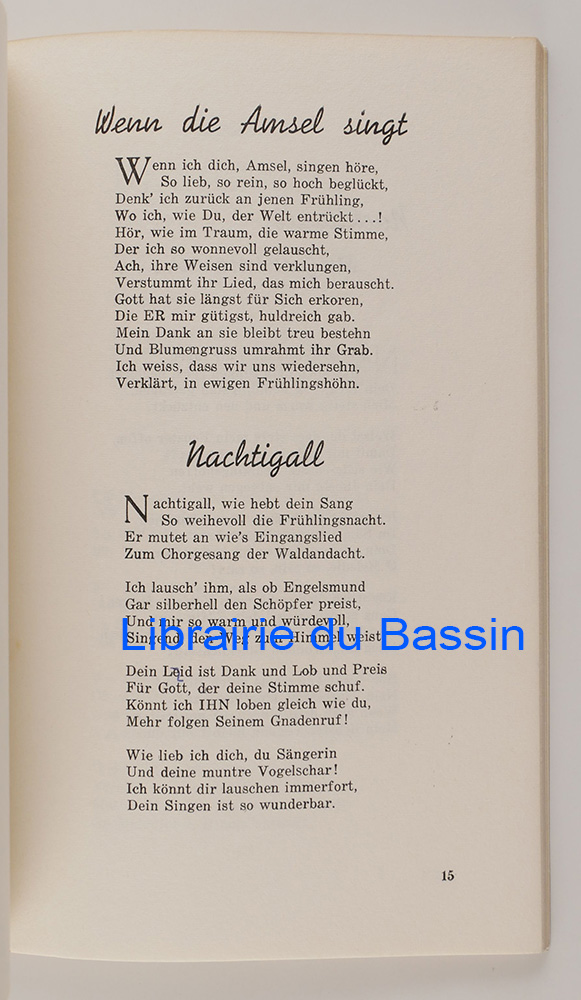 Wenn die Amsel singt
Wenn ich dich, Amsel, singen höre,
So lieb, so rein, so hoch beglückt,
Denk' ich zurück an jenen Frühling,
Wo ich, wie Du, der Welt entrückt...!
Hör, wie im Traum, die warme Stimme,
Der ich so wonnevoll gelauscht,
Ach, ihre Weisen sind verklungen,
Verstummt ihr Lied, das mich berauscht.
Gott hat sie längst für Sich erkoren,
Die ER mir gütigst, huldreich gab.
Mein Dank an sie bleibt treu bestehn
Und Blumengruss umrahmt ihr Grab.
Ich weiss, dass wir uns wiedersehn,
Verklärt, in ewigen Frühlingshöhn.
Nachtigall
Nachtigall, wie hebt dein Sang
So weihevoll die Frühlingsnacht.
Er mutet an wie's Eingangslied
Zum Chorgesang der Waldandacht.
Ich lausch' ihm, als ob Engelsmund
Gar silberhell den Schöpfer preist,
Und mir so warm und würdevoll,
Singend den Weg zum Himmel weist.
Librairie du Bassin
Dein Leid ist Dank und Lob und Preis
Für Gott, der deine Stimme schuf.
Könnt ich IHN loben gleich wie du,
Mehr folgen Seinem Gnadenruf!
Wie lieb ich dich, du Sängerin
Und deine muntre Vogelschar!
Ich könnt dir lauschen immerfort,
Dein Singen ist so wunderbar.
15